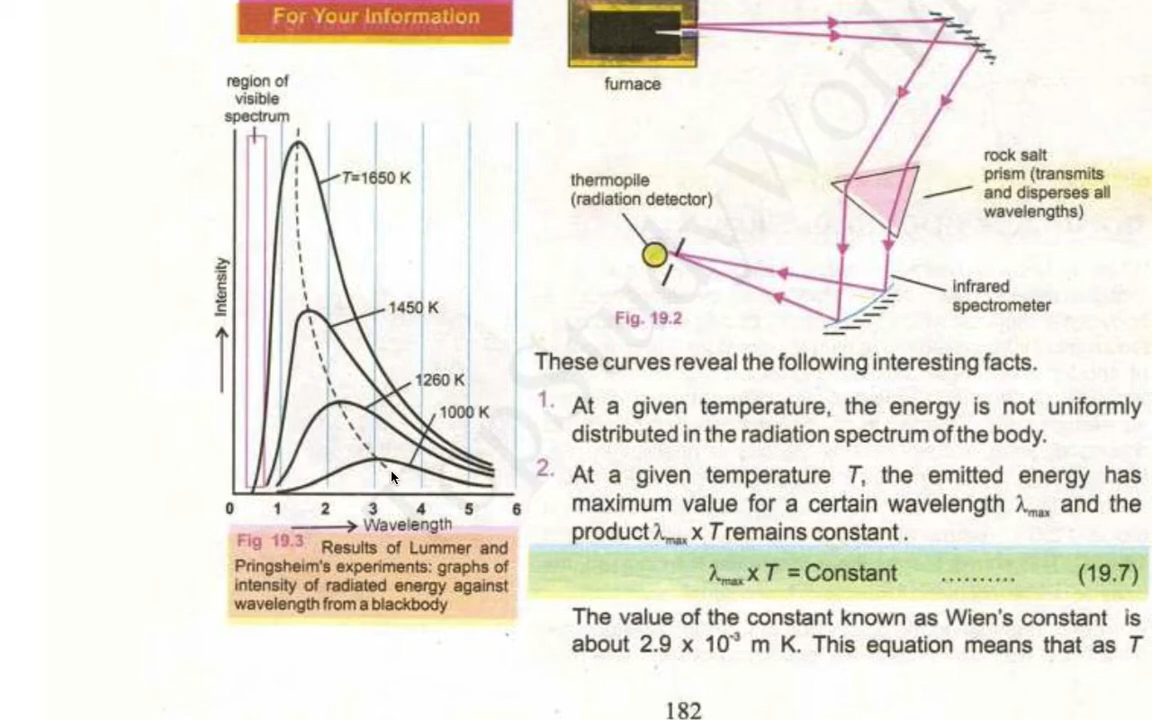 For Your Information
region of
visible
spectrum
T=1650 K
1450 K
1260 K
1000 K
Intensity
0 1 2 3 4 5 6
Wavelength
Fig 19.3 Results of Lummer and
Pringsheim's experiments: graphs of
intensity of radiated energy against
wavelength from a blackbody
furnace
thermopile
(radiation detector)
rock salt
prism (transmits
and disperses all
wavelengths)
infrared
spectrometer
Fig. 19.2
These curves reveal the following interesting facts.
1. At a given temperature, the energy is not uniformly
distributed in the radiation spectrum of the body.
2. At a given temperature T, the emitted energy has
maximum value for a certain wavelength λmax and the
product λmax x T remains constant.
λmax x T = Constant .......... (19.7)
The value of the constant known as Wien's constant is
about 2.9 x 10⁻³ m K. This equation means that as T
182